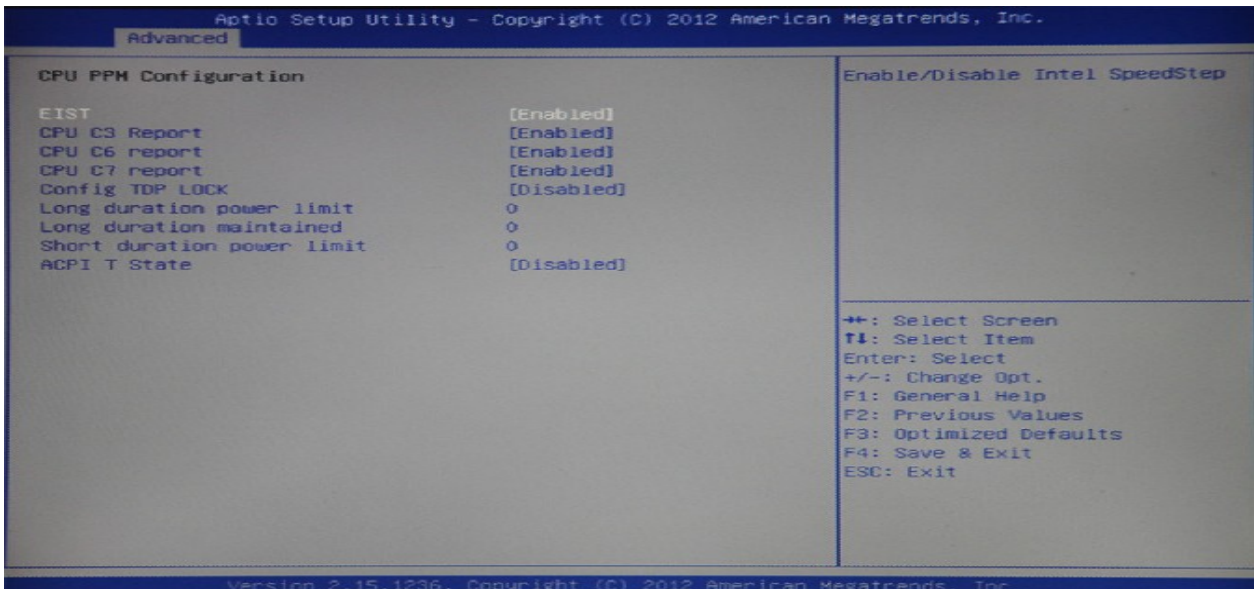 Aptio Setup Utility - Copyright (C) 2012 American Megatrends, Inc.
Advanced
CPU PPM Configuration
Enable/Disable Intel SpeedStep
EIST [Enabled]
CPU C3 Report [Enabled]
CPU C6 report [Enabled]
CPU C7 report [Enabled]
Config TDP LOCK [Disabled]
Long duration power limit 0
Long duration maintained 0
Short duration power limit 0
ACPI T State [Disabled]
→←: Select Screen
↑↓: Select Item
Enter: Select
+/-: Change Opt.
F1: General Help
F2: Previous Values
F3: Optimized Defaults
F4: Save & Exit
ESC: Exit
Version 2.15.1236. Copyright (C) 2012 American Megatrends, Inc.